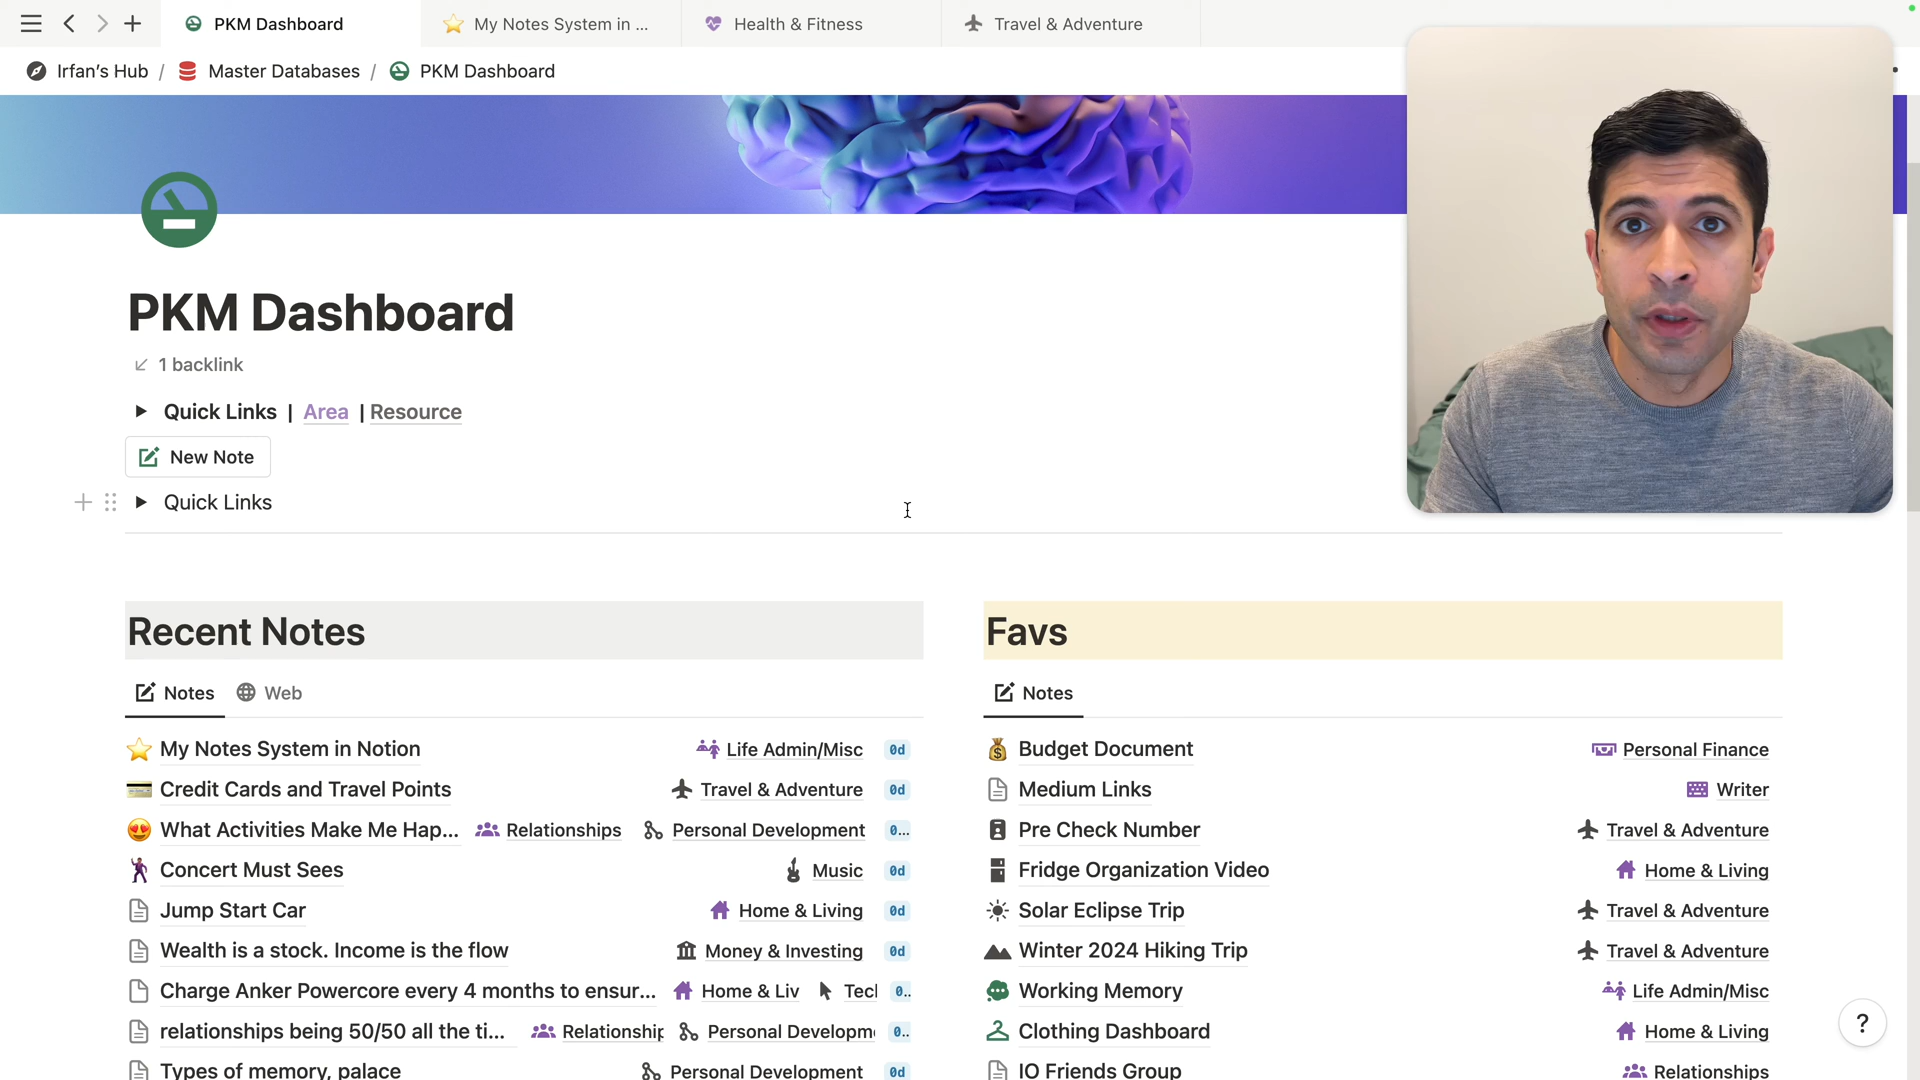 PKM Dashboard
My Notes System in ...
Health & Fitness
Travel & Adventure
Irfan's Hub / Master Databases / PKM Dashboard
PKM Dashboard
1 backlink
Quick Links | Area | Resource
New Note
Quick Links
Recent Notes
Notes Web
My Notes System in Notion Life Admin/Misc 0d
Credit Cards and Travel Points Travel & Adventure 0d
What Activities Make Me Hap... Relationships Personal Development 0...
Concert Must Sees Music 0d
Jump Start Car Home & Living 0d
Wealth is a stock. Income is the flow Money & Investing 0d
Charge Anker Powercore every 4 months to ensur... Home & Liv Tecl 0..
relationships being 50/50 all the ti... Relationship Personal Developm 0..
Types of memory, palace Personal Development 0d
Favs
Notes
Budget Document Personal Finance
Medium Links Writer
Pre Check Number Travel & Adventure
Fridge Organization Video Home & Living
Solar Eclipse Trip Travel & Adventure
Winter 2024 Hiking Trip Travel & Adventure
Working Memory Life Admin/Misc
Clothing Dashboard Home & Living
IO Friends Group Relationships
?